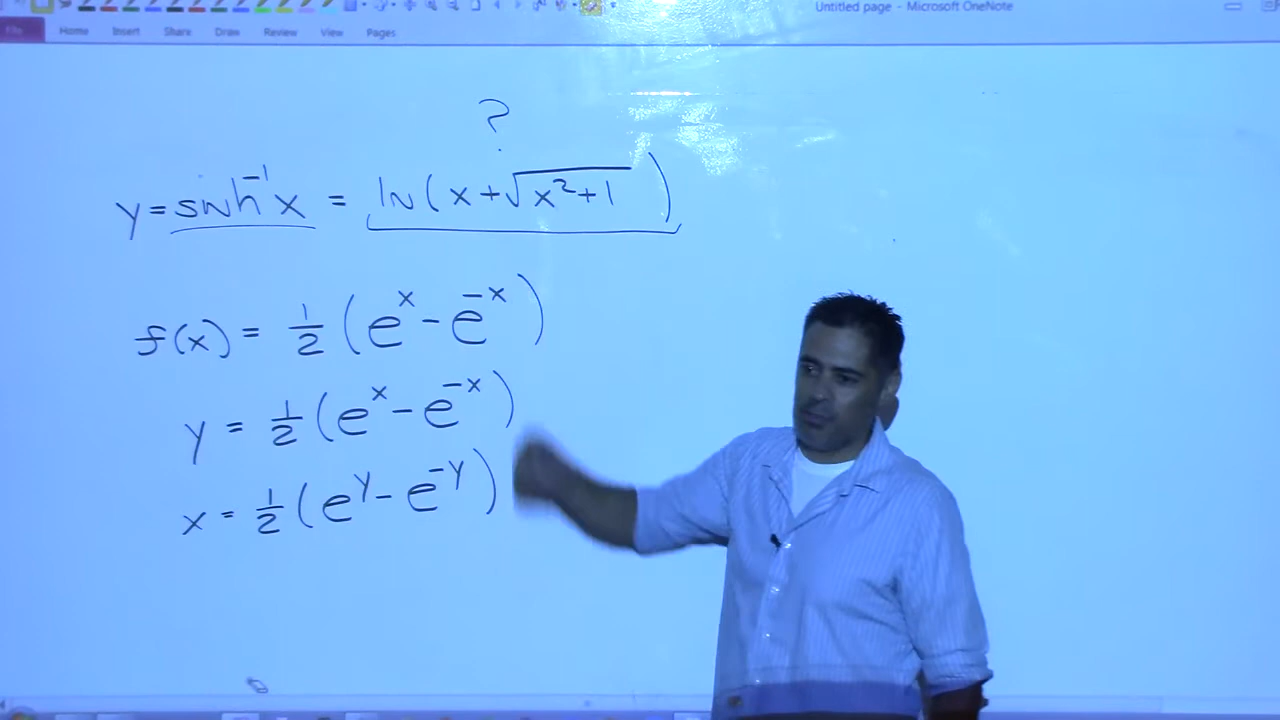 Untitled page - Microsoft OneNote
File Home Insert Share Draw Review View Pages
?
y = sinh⁻¹x = ln(x + √(x² + 1))
f(x) = 1/2 (eˣ - e⁻ˣ)
y = 1/2 (eˣ - e⁻ˣ)
x = 1/2 (eʸ - e⁻ʸ)